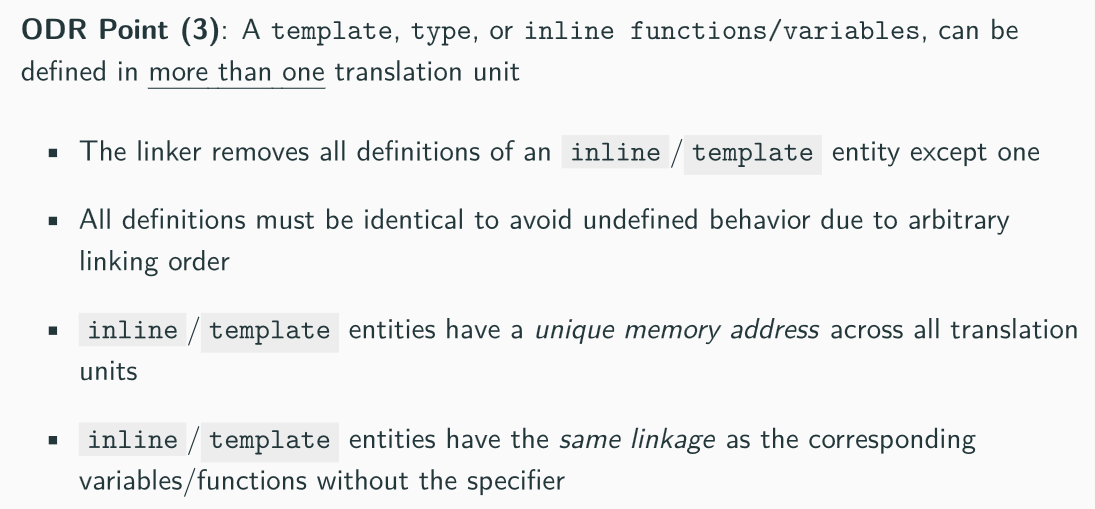 ODR Point (3): A template, type, or inline functions/variables, can be
defined in more than one translation unit
▪ The linker removes all definitions of an inline / template entity except one
▪ All definitions must be identical to avoid undefined behavior due to arbitrary
linking order
▪ inline / template entities have a unique memory address across all translation
units
▪ inline / template entities have the same linkage as the corresponding
variables/functions without the specifier